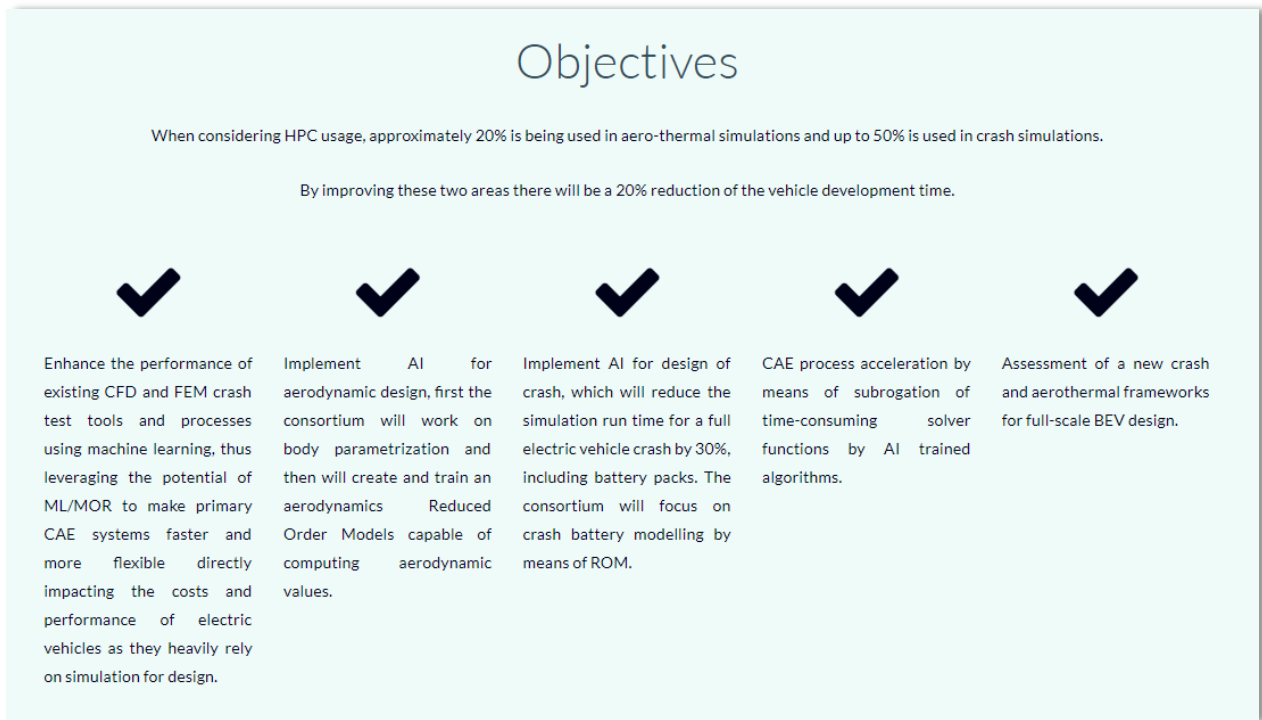 Objectives
When considering HPC usage, approximately 20% is being used in aero-thermal simulations and up to 50% is used in crash simulations.
By improving these two areas there will be a 20% reduction of the vehicle development time.
Enhance the performance of
existing CFD and FEM crash
test tools and processes
using machine learning, thus
leveraging the potential of
ML/MOR to make primary
CAE systems faster and
more flexible directly
impacting the costs and
performance of electric
vehicles as they heavily rely
on simulation for design.
Implement AI for
aerodynamic design, first the
consortium will work on
body parametrization and
then will create and train an
aerodynamics Reduced
Order Models capable of
computing aerodynamic
values.
Implement AI for design of
crash, which will reduce the
simulation run time for a full
electric vehicle crash by 30%,
including battery packs. The
consortium will focus on
crash battery modelling by
means of ROM.
CAE process acceleration by
means of subrogation of
time-consuming solver
functions by AI trained
algorithms.
Assessment of a new crash
and aerothermal frameworks
for full-scale BEV design.